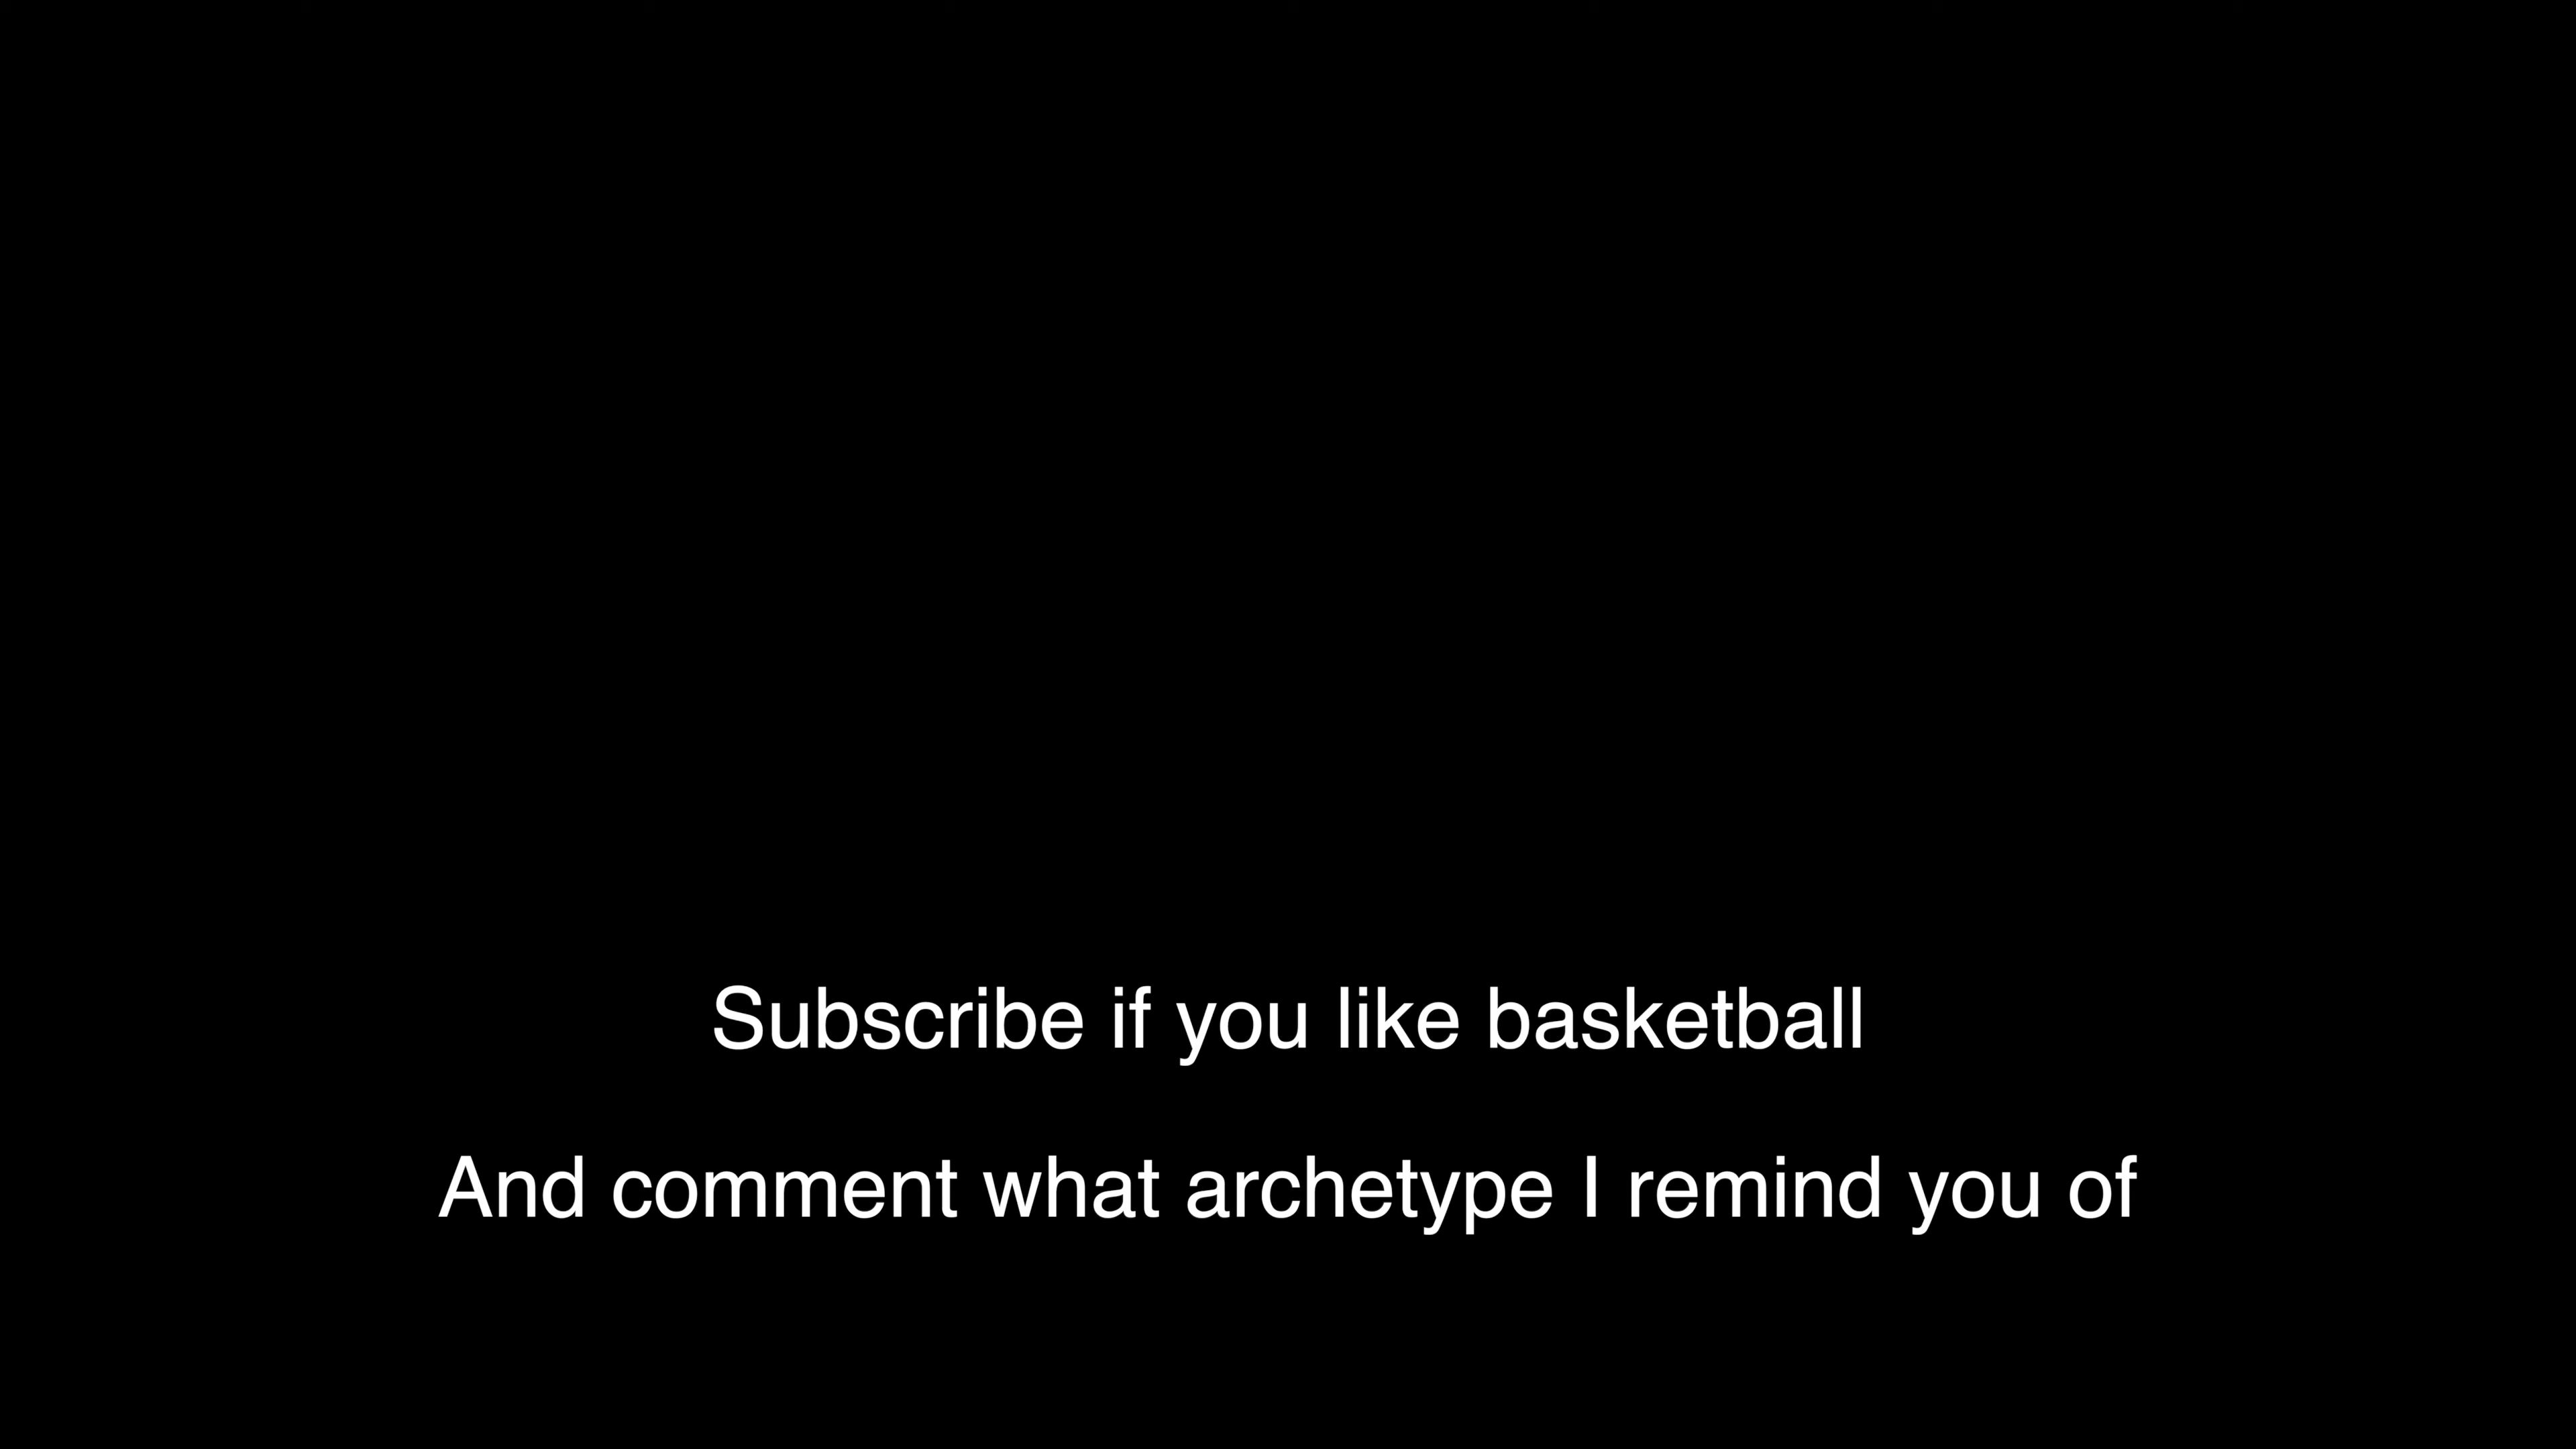 Subscribe if you like basketball
And comment what archetype I remind you of